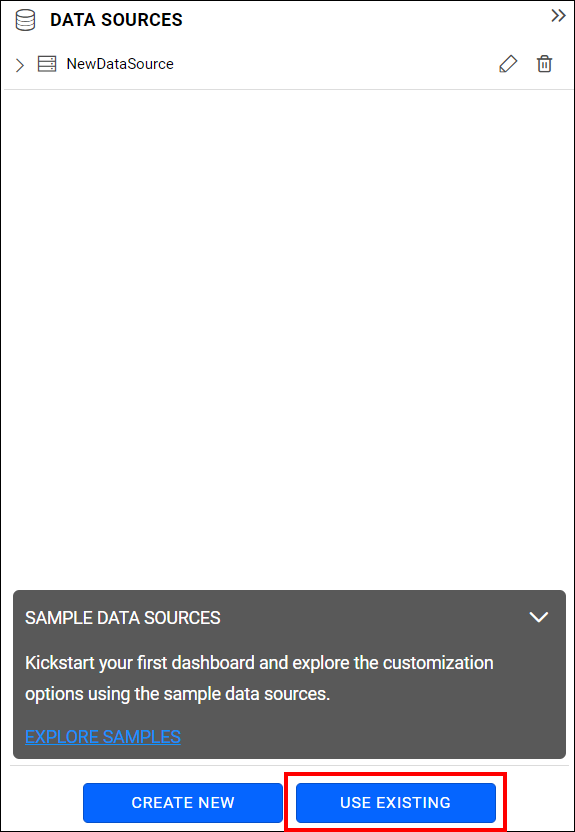 DATA SOURCES
NewDataSource
SAMPLE DATA SOURCES
Kickstart your first dashboard and explore the customization
options using the sample data sources.
EXPLORE SAMPLES
CREATE NEW
USE EXISTING